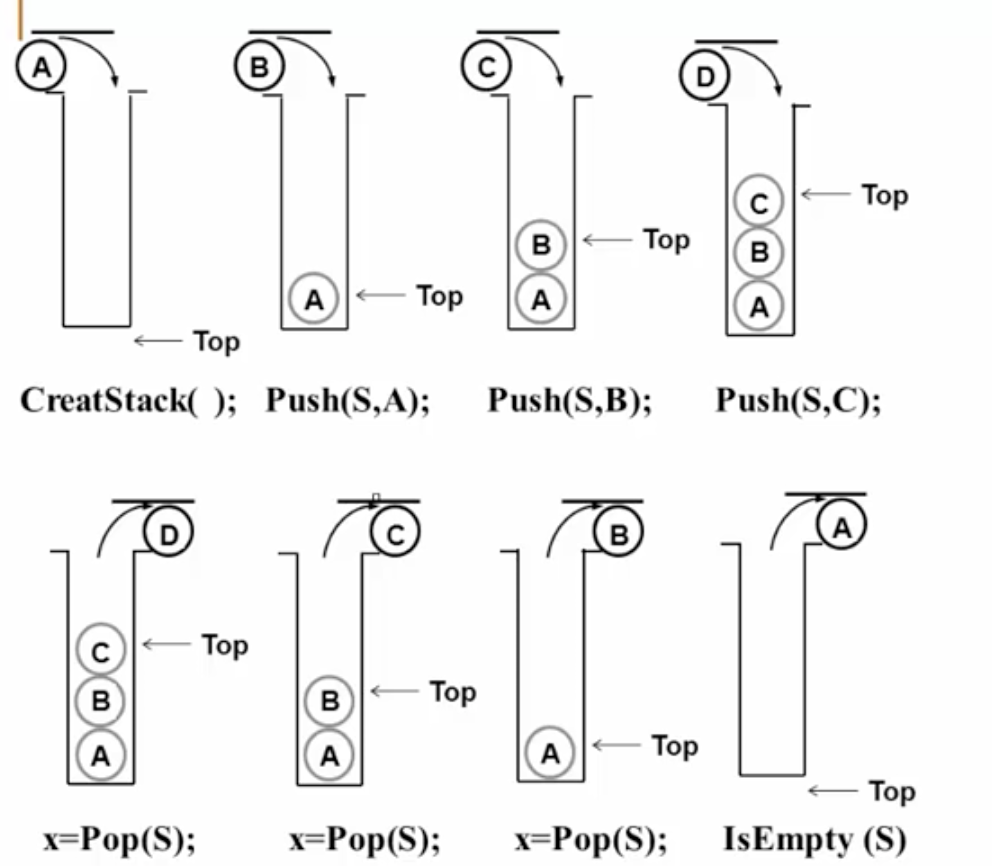 A B C D
C Top
B Top B
A Top A A
Top
CreatStack( ); Push(S,A); Push(S,B); Push(S,C);
D C B A
C Top
B B Top
A A A Top
Top
x=Pop(S); x=Pop(S); x=Pop(S); IsEmpty (S)